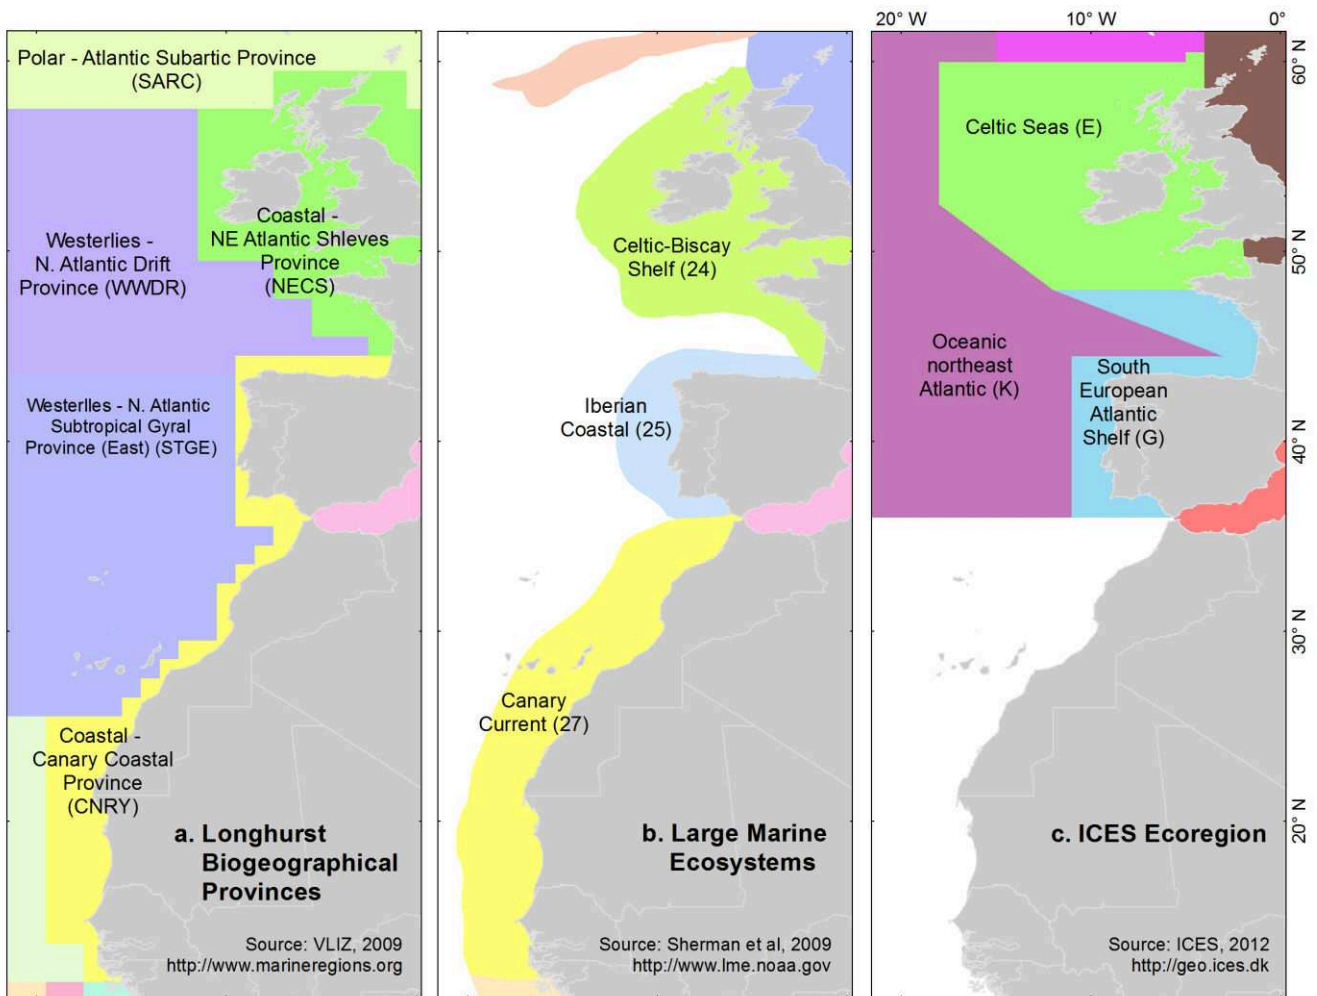 Polar - Atlantic Subartic Province
(SARC)
Westerlies -
N. Atlantic Drift
Province (WWDR)
Coastal -
NE Atlantic Shleves
Province
(NECS)
Westerlles - N. Atlantic
Subtropical Gyral
Province (East) (STGE)
Coastal -
Canary Coastal
Province
(CNRY)
a. Longhurst
Biogeographical
Provinces
Source: VLIZ, 2009
http://www.marineregions.org
Celtic-Biscay
Shelf (24)
Iberian
Coastal (25)
Canary
Current (27)
b. Large Marine
Ecosystems
Source: Sherman et al, 2009
http://www.lme.noaa.gov
20° W
10° W
0°
Celtic Seas (E)
Oceanic
northeast
Atlantic (K)
South
European
Atlantic
Shelf (G)
c. ICES Ecoregion
Source: ICES, 2012
http://geo.ices.dk
60° N
50° N
40° N
30° N
20° N